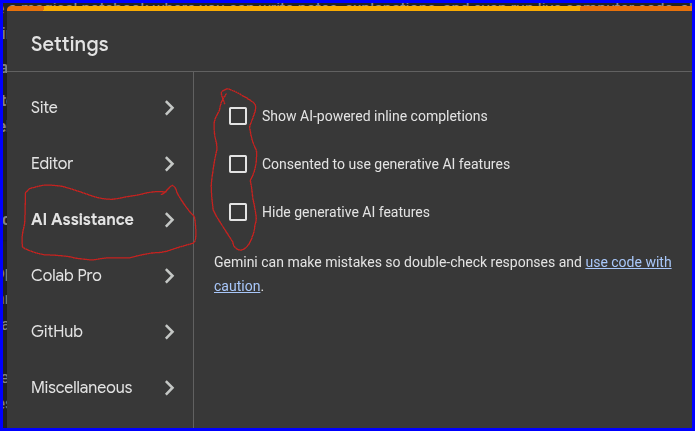 Settings
Site
Editor
AI Assistance
Colab Pro
GitHub
Miscellaneous
Show AI-powered inline completions
Consented to use generative AI features
Hide generative AI features
Gemini can make mistakes so double-check responses and use code with
caution.